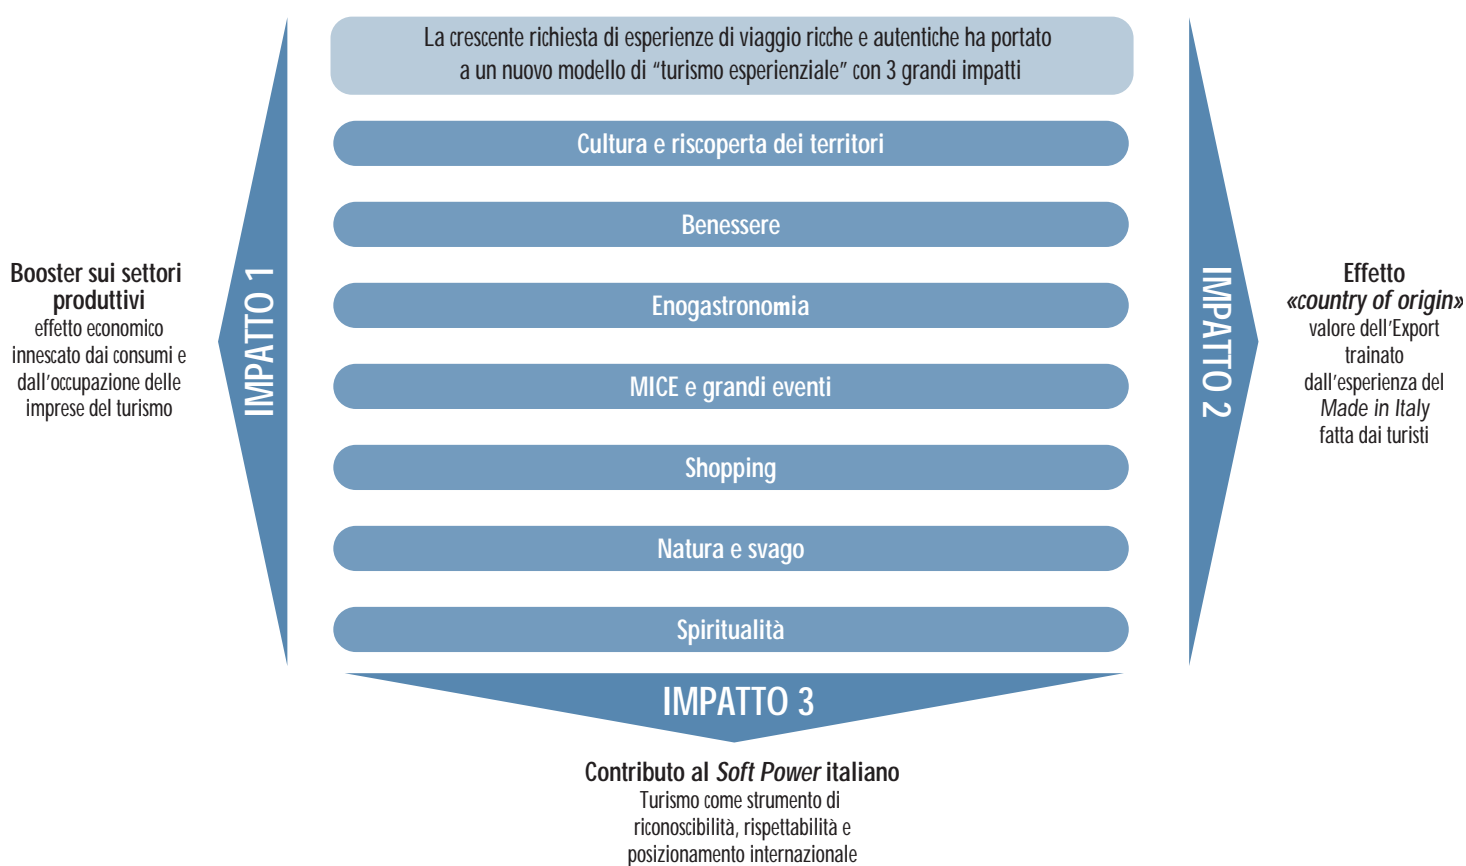 La crescente richiesta di esperienze di viaggio ricche e autentiche ha portato
a un nuovo modello di “turismo esperienziale” con 3 grandi impatti
Cultura e riscoperta dei territori
Benessere
Enogastronomia
MICE e grandi eventi
Shopping
Natura e svago
Spiritualità
IMPATTO 1
Booster sui settori
produttivi
effetto economico
innescato dai consumi e
dall’occupazione delle
imprese del turismo
IMPATTO 2
Effetto
«country of origin»
valore dell’Export
trainato
dall’esperienza del
Made in Italy
fatta dai turisti
IMPATTO 3
Contributo al Soft Power italiano
Turismo come strumento di
riconoscibilità, rispettabilità e
posizionamento internazionale